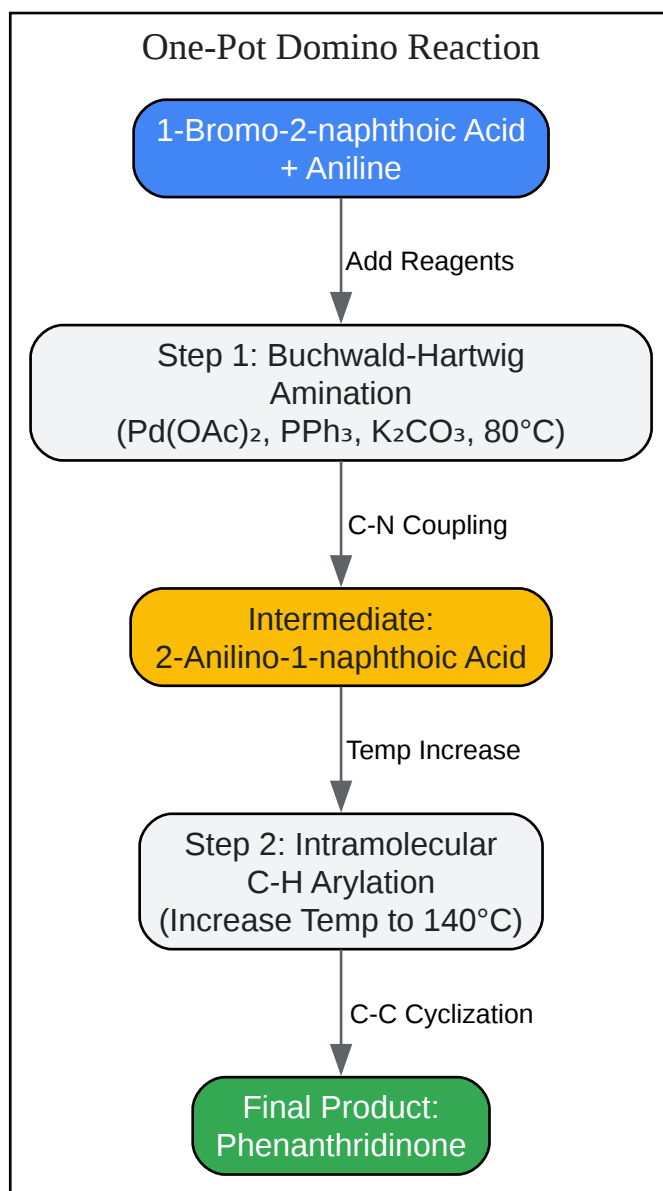 One-Pot Domino Reaction
1-Bromo-2-naphthoic Acid
+ Aniline
Add Reagents
Step 1: Buchwald-Hartwig
Amination
(Pd(OAc)₂, PPh₃, K₂CO₃, 80°C)
C-N Coupling
Intermediate:
2-Anilino-1-naphthoic Acid
Temp Increase
Step 2: Intramolecular
C-H Arylation
(Increase Temp to 140°C)
C-C Cyclization
Final Product:
Phenanthridinone